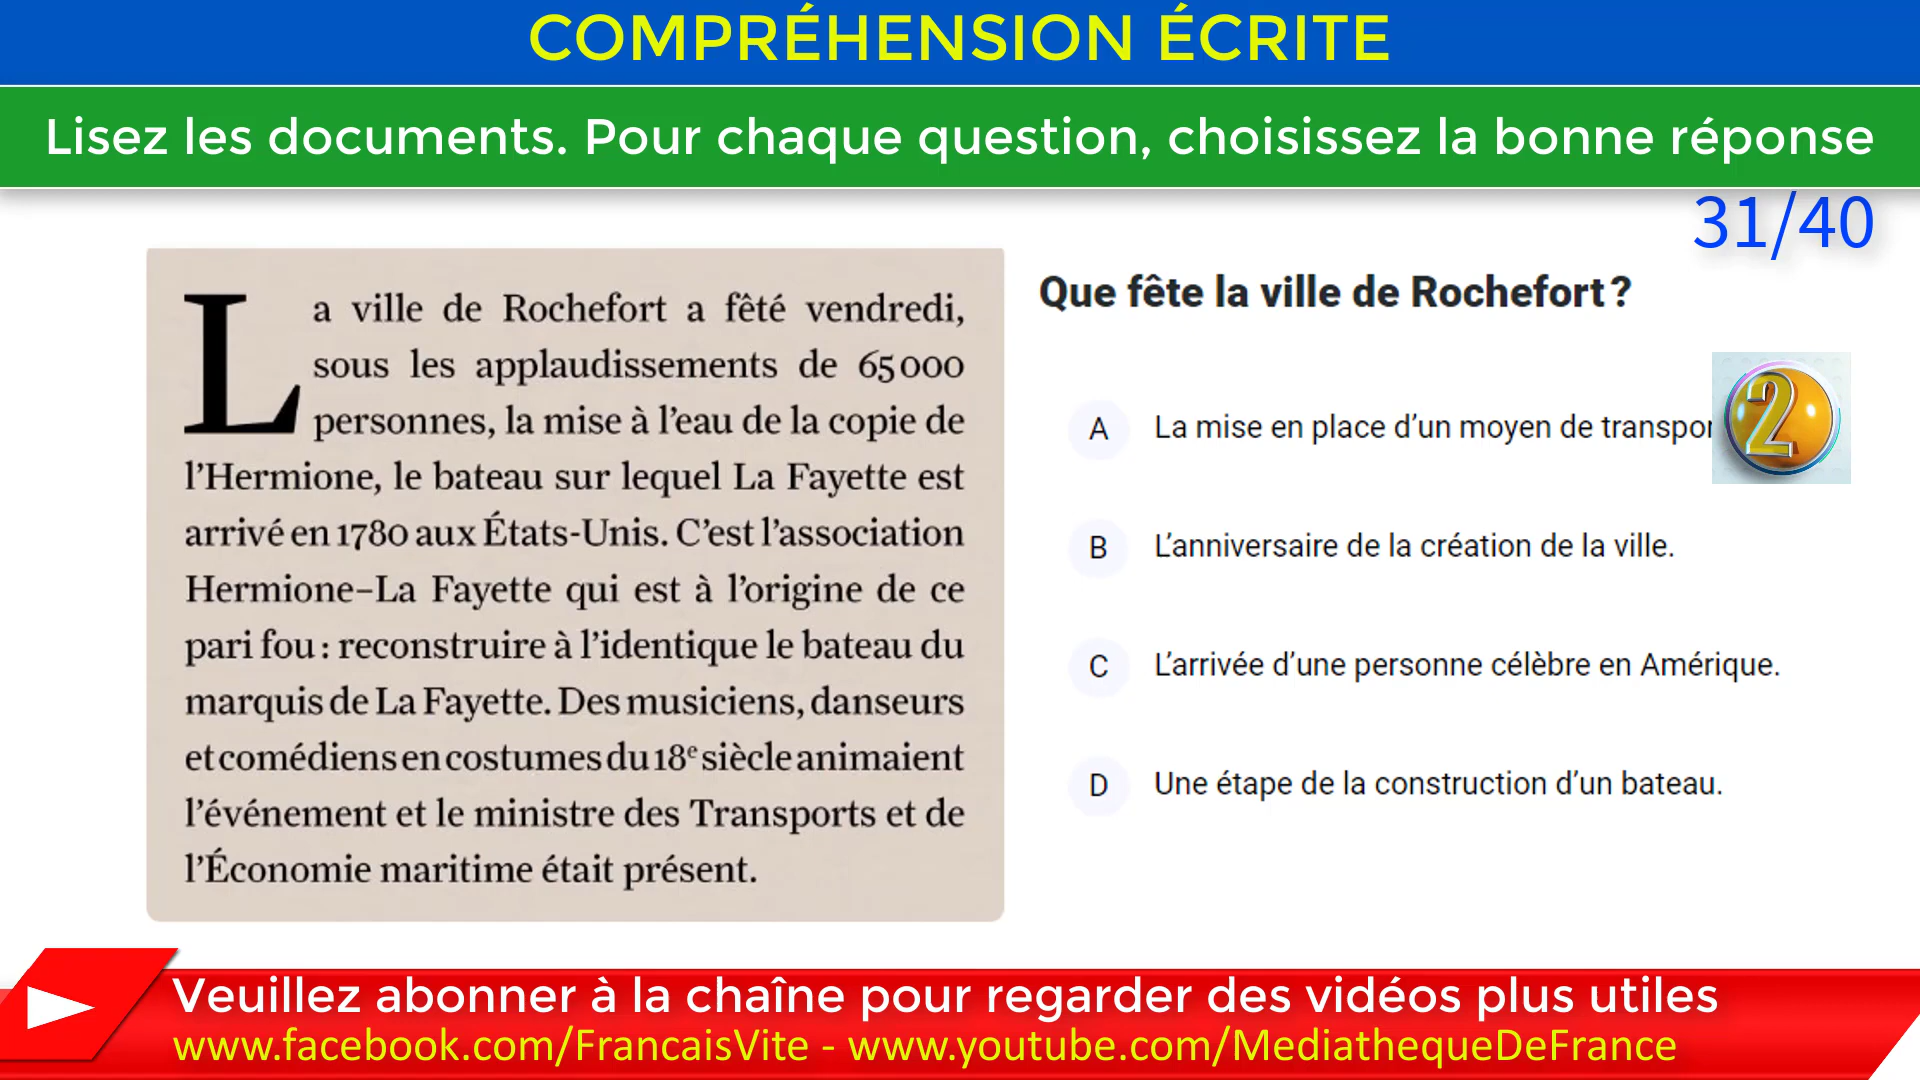 COMPRÉHENSION ÉCRITE
Lisez les documents. Pour chaque question, choisissez la bonne réponse
31/40
La ville de Rochefort a fêté vendredi,
sous les applaudissements de 65 000
personnes, la mise à l’eau de la copie de
l’Hermione, le bateau sur lequel La Fayette est
arrivé en 1780 aux États-Unis. C’est l’association
Hermione–La Fayette qui est à l’origine de ce
pari fou : reconstruire à l’identique le bateau du
marquis de La Fayette. Des musiciens, danseurs
et comédiens en costumes du 18e siècle animaient
l’événement et le ministre des Transports et de
l’Économie maritime était présent.
Que fête la ville de Rochefort ?
A La mise en place d’un moyen de
2
B L’anniversaire de la création de la ville.
C L’arrivée d’une personne célèbre en Amérique.
D Une étape de la construction d’un bateau.
Veuillez abonner à la chaîne pour regarder des vidéos plus utiles
www.facebook.com/FrancaisVite - www.youtube.com/MediathequeDeFrance